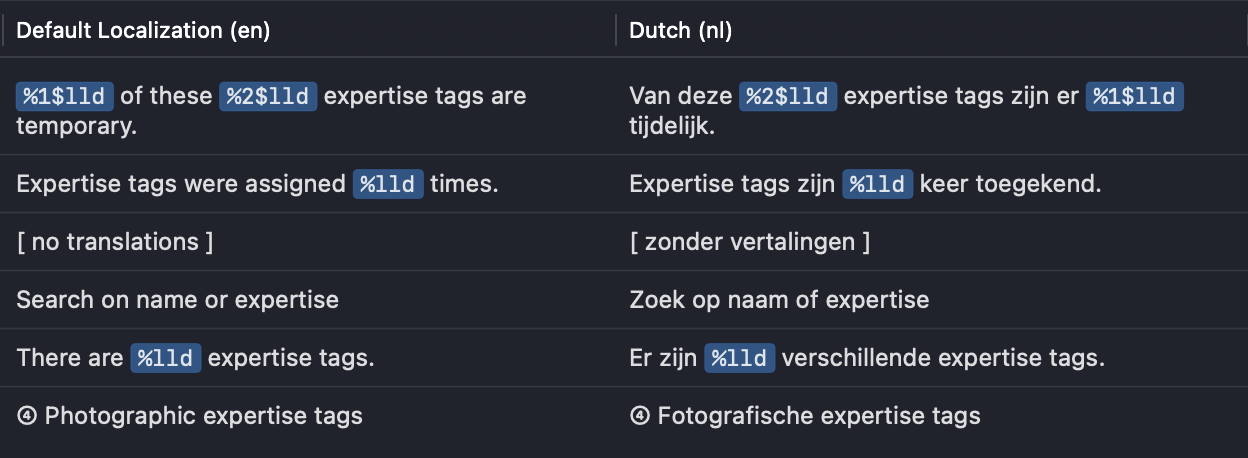 Default Localization (en)
Dutch (nl)
%1$lld of these %2$lld expertise tags are
temporary.
Van deze %2$lld expertise tags zijn er %1$lld
tijdelijk.
Expertise tags were assigned %lld times.
Expertise tags zijn %lld keer toegekend.
[ no translations ]
[ zonder vertalingen ]
Search on name or expertise
Zoek op naam of expertise
There are %lld expertise tags.
Er zijn %lld verschillende expertise tags.
④ Photographic expertise tags
④ Fotografische expertise tags